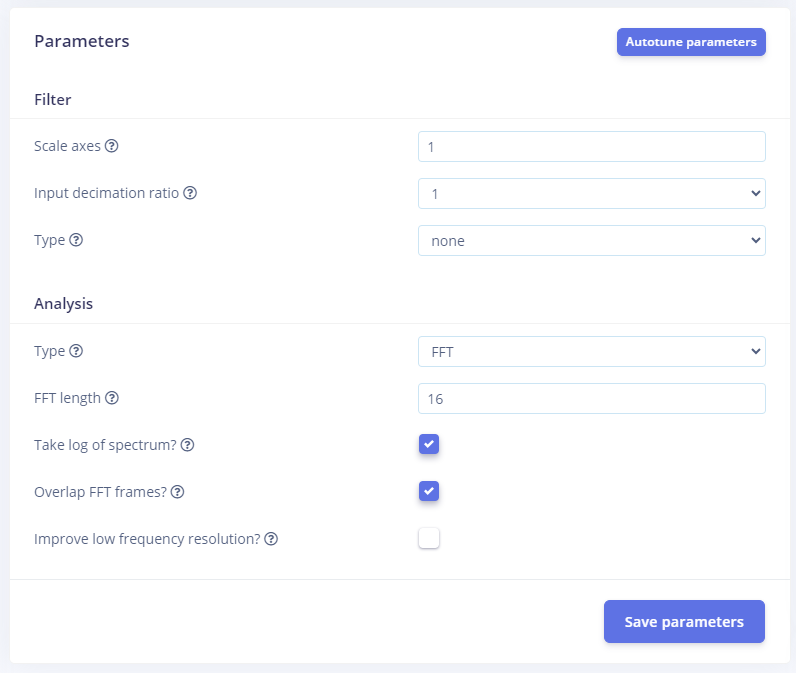 Parameters
Autotune parameters
Filter
Scale axes
1
Input decimation ratio
1
Type
none
Analysis
Type
FFT
FFT length
16
Take log of spectrum?
Overlap FFT frames?
Improve low frequency resolution?
Save parameters